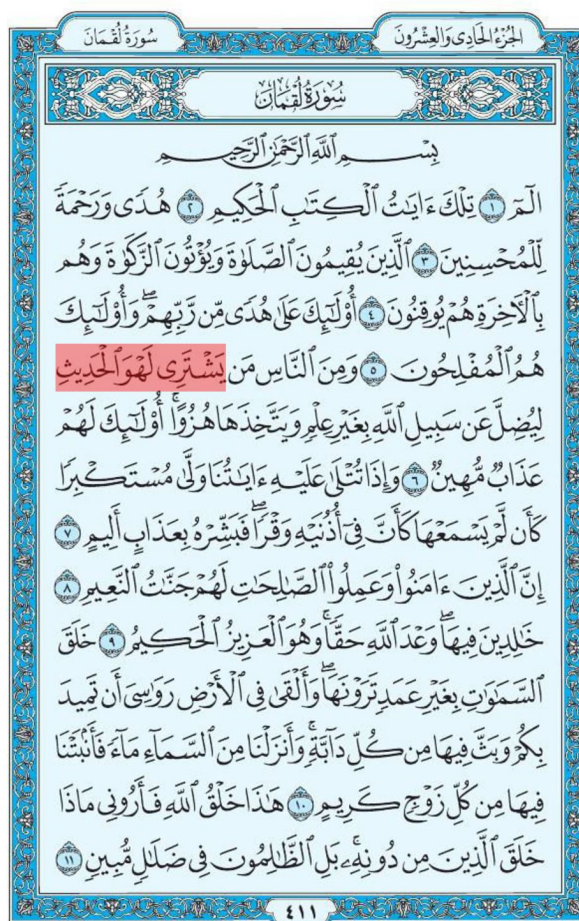 الجُزْءُ الحَادِى وَالعِشْرُونَ
سُورَةُ لُقْمَانَ
سُورَةُ لُقْمَانَ
بِسْمِ ٱللَّهِ ٱلرَّحْمَٰنِ ٱلرَّحِيمِ
الٓمٓ ١ تِلْكَ ءَايَٰتُ ٱلْكِتَٰبِ ٱلْحَكِيمِ ٢ هُدًى وَرَحْمَةً
لِّلْمُحْسِنِينَ ٣ ٱلَّذِينَ يُقِيمُونَ ٱلصَّلَوٰةَ وَيُؤْتُونَ ٱلزَّكَوٰةَ وَهُم
بِٱلْأٓخِرَةِ هُمْ يُوقِنُونَ ٤ أُوْلَٰٓئِكَ عَلَىٰ هُدًى مِّن رَّبِّهِمْۖ وَأُوْلَٰٓئِكَ
هُمُ ٱلْمُفْلِحُونَ ٥ وَمِنَ ٱلنَّاسِ مَن يَشْتَرِى لَهْوَ ٱلْحَدِيثِ
لِيُضِلَّ عَن سَبِيلِ ٱللَّهِ بِغَيْرِ عِلْمٍ وَيَتَّخِذَهَا هُزُوًاۚ أُوْلَٰٓئِكَ لَهُمْ
عَذَابٌ مُّهِينٌ ٦ وَإِذَا تُتْلَىٰ عَلَيْهِ ءَايَٰتُنَا وَلَّىٰ مُسْتَكْبِرًا
كَأَن لَّمْ يَسْمَعْهَا كَأَنَّ فِىٓ أُذُنَيْهِ وَقْرًاۖ فَبَشِّرْهُ بِعَذَابٍ أَلِيمٍ ٧
إِنَّ ٱلَّذِينَ ءَامَنُواْ وَعَمِلُواْ ٱلصَّٰلِحَٰتِ لَهُمْ جَنَّٰتُ ٱلنَّعِيمِ ٨
خَٰلِدِينَ فِيهَاۖ وَعْدَ ٱللَّهِ حَقًّاۚ وَهُوَ ٱلْعَزِيزُ ٱلْحَكِيمُ ٩ خَلَقَ
ٱلسَّمَٰوَٰتِ بِغَيْرِ عَمَدٍ تَرَوْنَهَاۖ وَأَلْقَىٰ فِى ٱلْأَرْضِ رَوَٰسِىَ أَن تَمِيدَ
بِكُمْ وَبَثَّ فِيهَا مِن كُلِّ دَآبَّةٍۚ وَأَنزَلْنَا مِنَ ٱلسَّمَآءِ مَآءً فَأَنۢبَتْنَا
فِيهَا مِن كُلِّ زَوْجٍ كَرِيمٍ ١٠ هَٰذَا خَلْقُ ٱللَّهِ فَأَرُونِى مَاذَا
خَلَقَ ٱلَّذِينَ مِن دُونِهِۦۚ بَلِ ٱلظَّٰلِمُونَ فِى ضَلَٰلٍ مُّبِينٍ ١١
٤١١